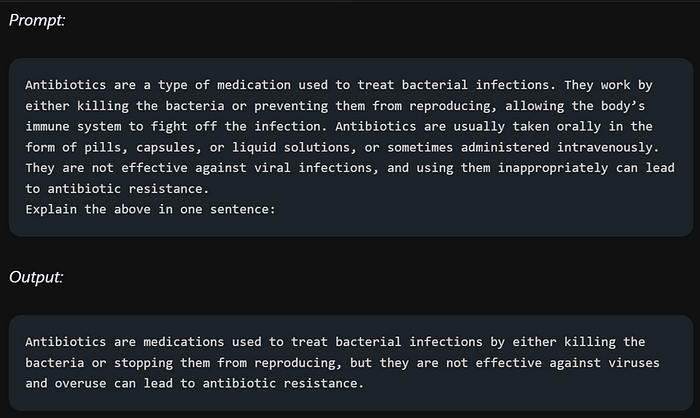 Prompt:
Antibiotics are a type of medication used to treat bacterial infections. They work by
either killing the bacteria or preventing them from reproducing, allowing the body’s
immune system to fight off the infection. Antibiotics are usually taken orally in the
form of pills, capsules, or liquid solutions, or sometimes administered intravenously.
They are not effective against viral infections, and using them inappropriately can lead
to antibiotic resistance.
Explain the above in one sentence:
Output:
Antibiotics are medications used to treat bacterial infections by either killing the
bacteria or stopping them from reproducing, but they are not effective against viruses
and overuse can lead to antibiotic resistance.